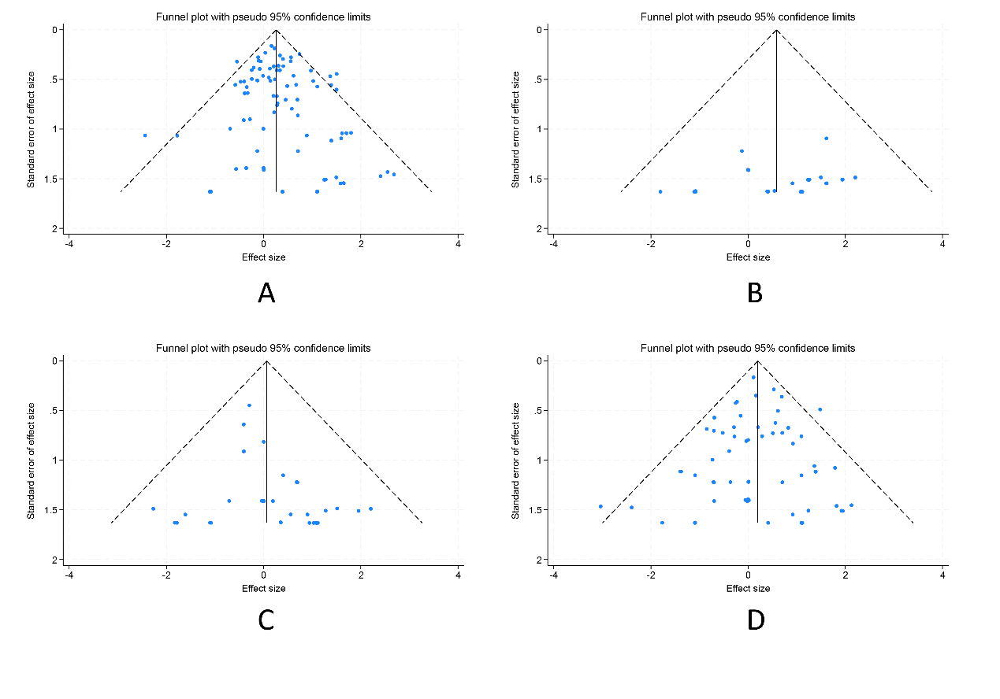 Funnel plot with pseudo 95% confidence limits
0
.5
1
1.5
2
Standard error of effect size
-4
-2
0
2
4
Effect size
A
Funnel plot with pseudo 95% confidence limits
0
.5
1
1.5
2
Standard error of effect size
-4
-2
0
2
4
Effect size
B
Funnel plot with pseudo 95% confidence limits
0
.5
1
1.5
2
Standard error of effect size
-4
-2
0
2
4
Effect size
C
Funnel plot with pseudo 95% confidence limits
0
.5
1
1.5
2
Standard error of effect size
-4
-2
0
2
4
Effect size
D